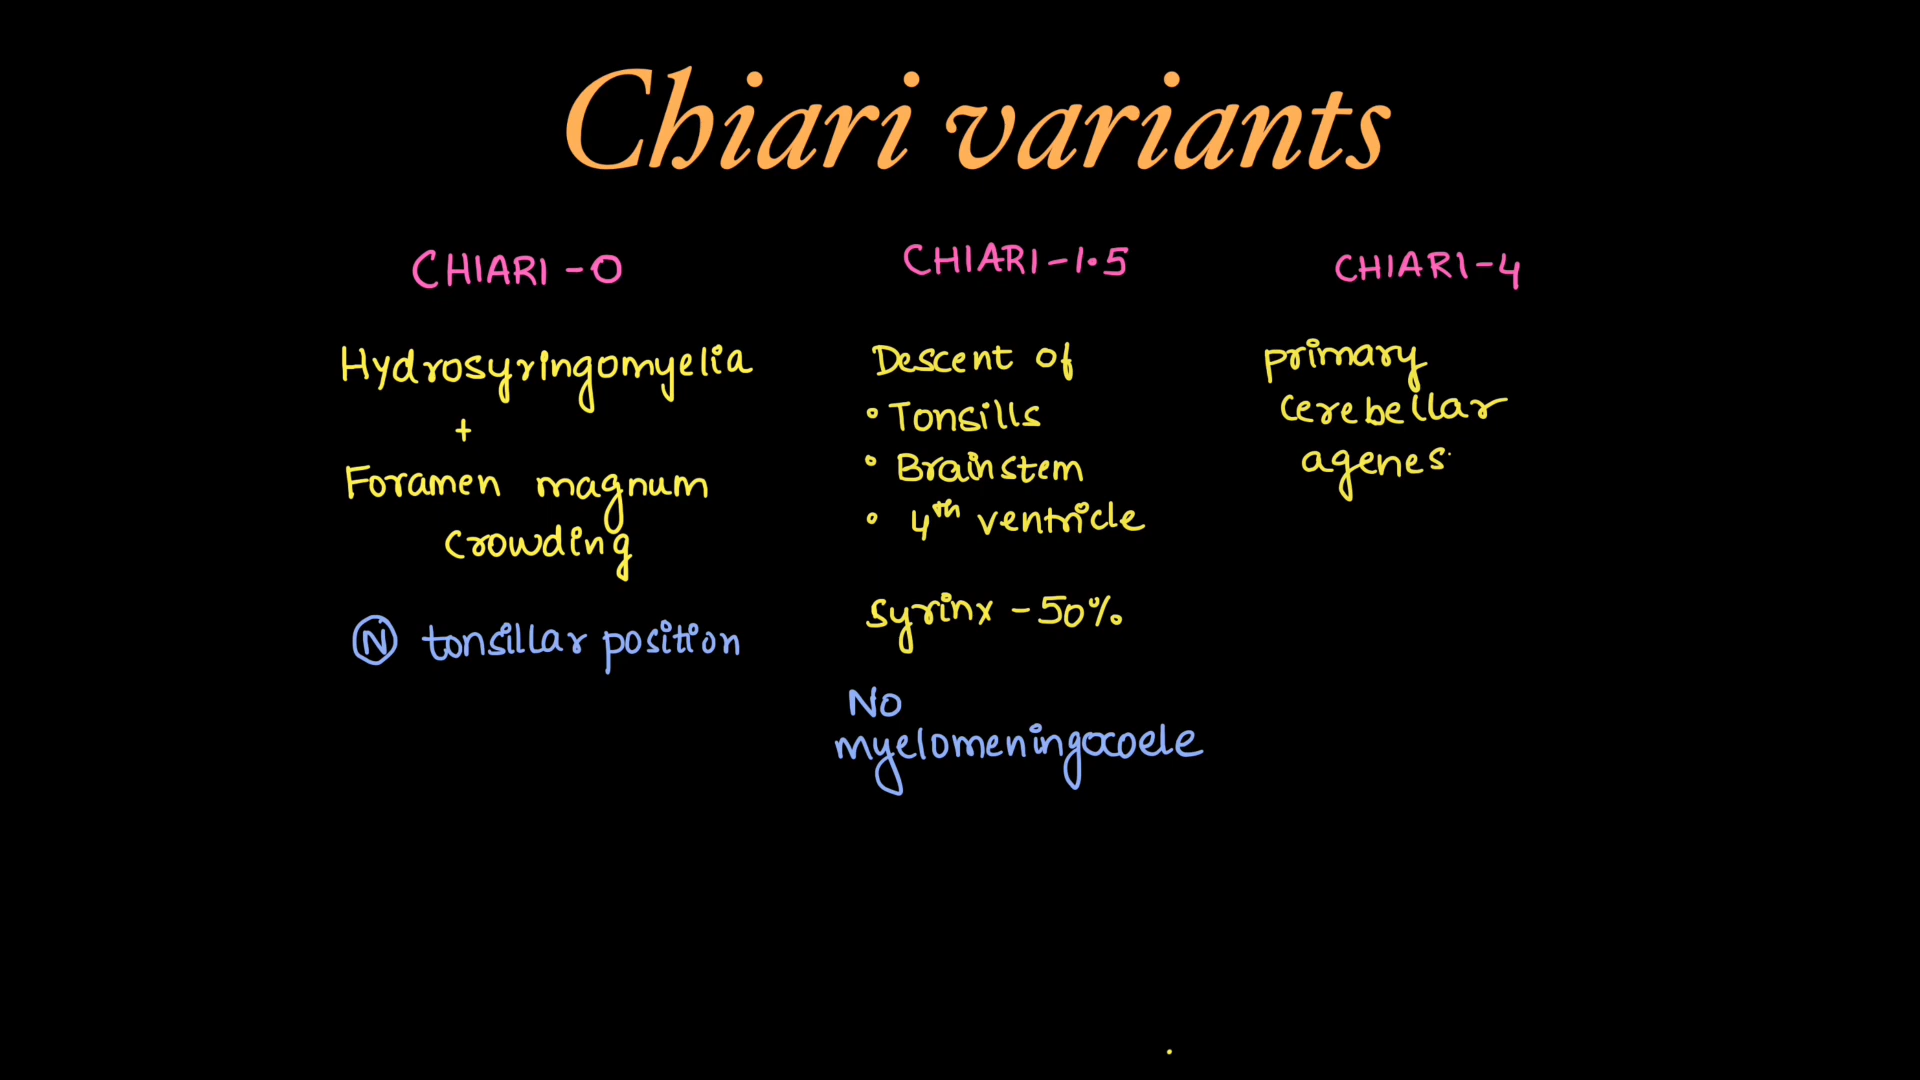 Chiari variants
CHIARI - 0
Hydrosyringomyelia
+
Foramen magnum
crowding
Ⓝ tonsillar position
CHIARI - 1.5
Descent of
• Tonsills
• Brainstem
• 4th ventricle
syrinx - 50%
No
myelomeningocoele
CHIARI - 4
primary
cerebellar
agenes